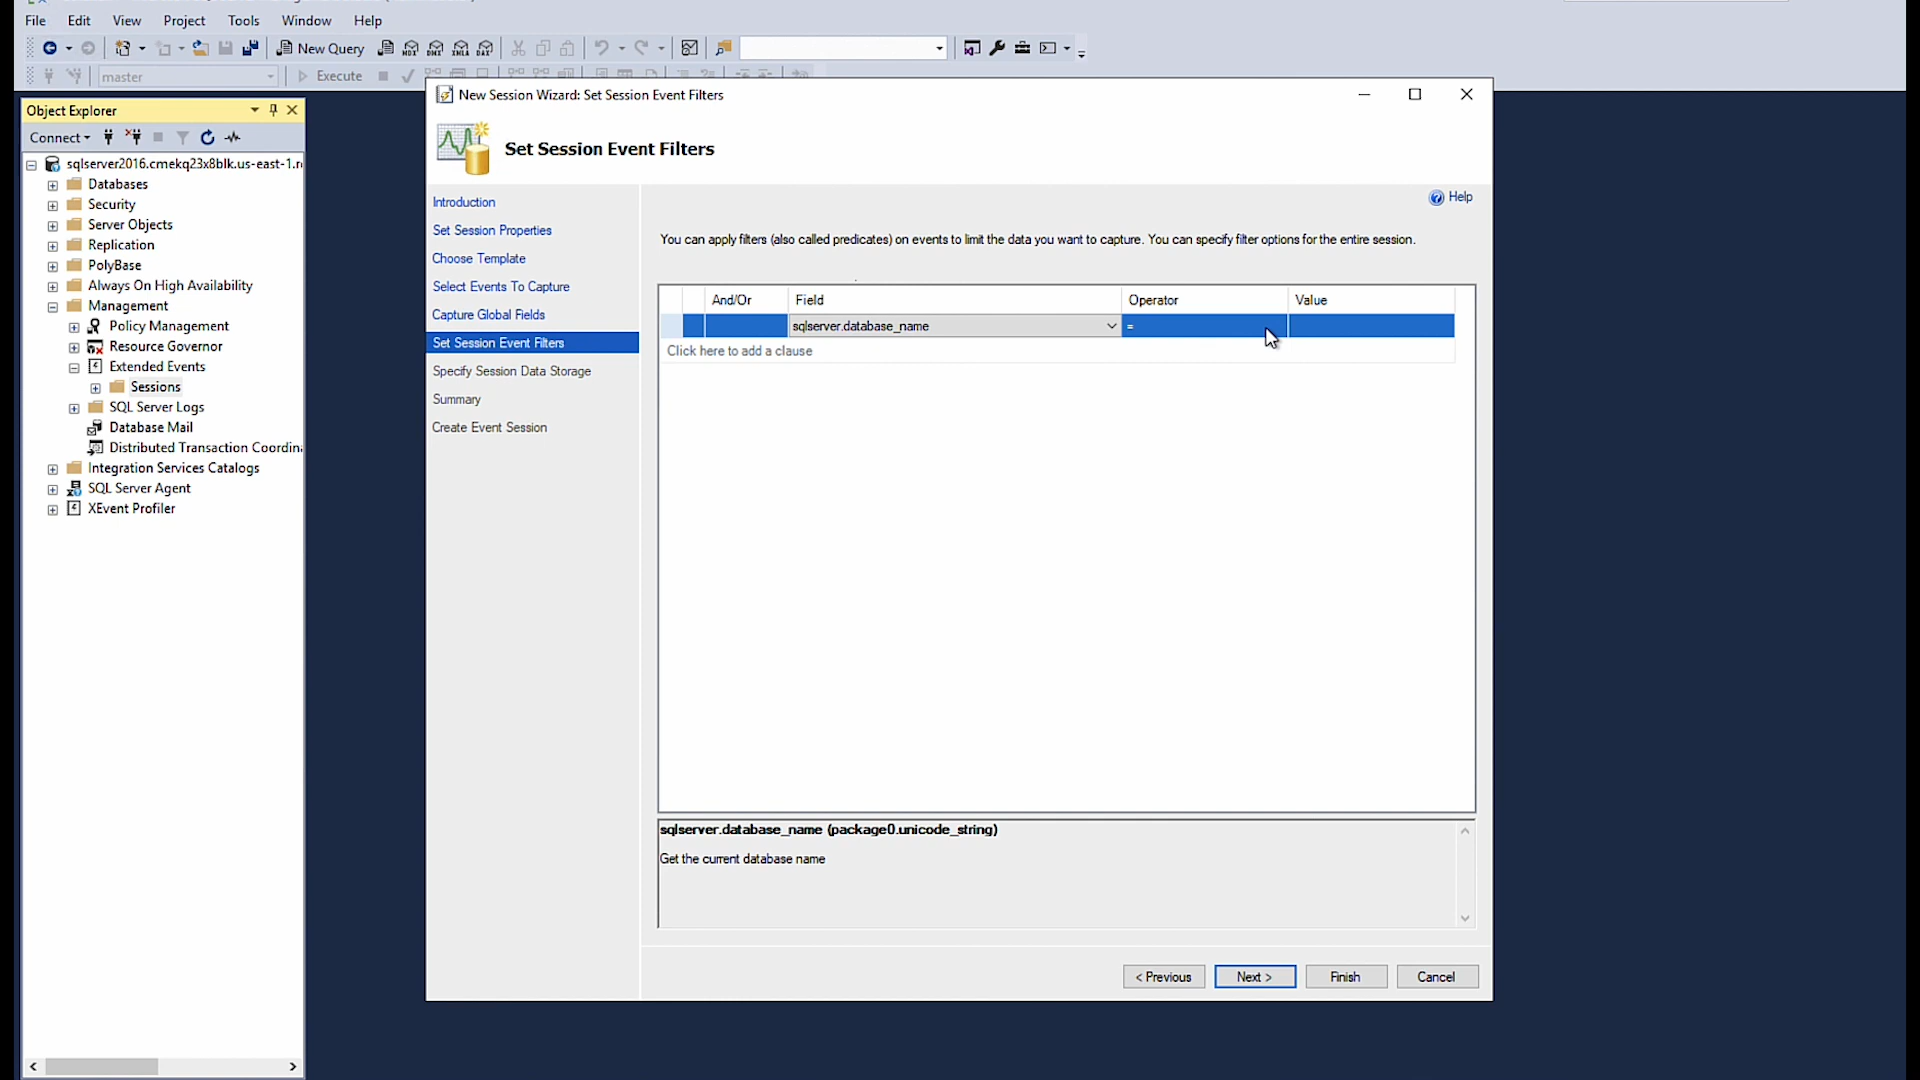 File Edit View Project Tools Window Help
New Query
master Execute
Object Explorer
Connect
sqlserver2016.cmekq23x8blk.us-east-1.r
Databases
Security
Server Objects
Replication
PolyBase
Always On High Availability
Management
Policy Management
Resource Governor
Extended Events
Sessions
SQL Server Logs
Database Mail
Distributed Transaction Coordin
Integration Services Catalogs
SQL Server Agent
XEvent Profiler
New Session Wizard: Set Session Event Filters
Set Session Event Filters
Introduction
Set Session Properties
Choose Template
Select Events To Capture
Capture Global Fields
Set Session Event Filters
Specify Session Data Storage
Summary
Create Event Session
Help
You can apply filters (also called predicates) on events to limit the data you want to capture. You can specify filter options for the entire session.
And/Or Field Operator Value
sqlserver.database_name =
Click here to add a clause
sqlserver.database_name (package0.unicode_string)
Get the current database name
< Previous Next > Finish Cancel